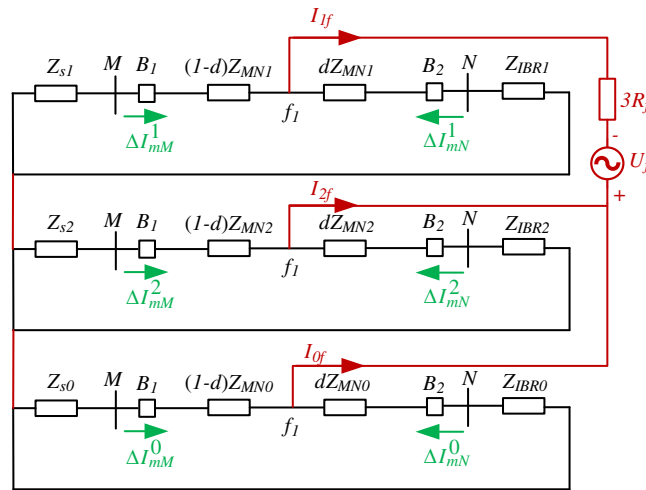 I1f
Zs1 M B1 (1-d)ZMN1 dZMN1 B2 N ZIBR1
3Rf
f1
ΔI1mM ΔI1mN
-
Uf
+
I2f
Zs2 M B1 (1-d)ZMN2 dZMN2 B2 N ZIBR2
f1
ΔI2mM ΔI2mN
I0f
Zs0 M B1 (1-d)ZMN0 dZMN0 B2 N ZIBR0
f1
ΔI0mM ΔI0mN